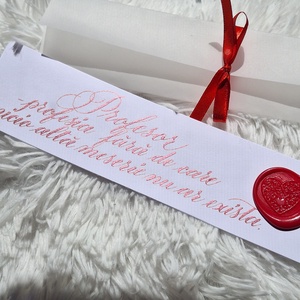 Profesor
-profesia fără de care
nicio altă meserie nu ar exista.